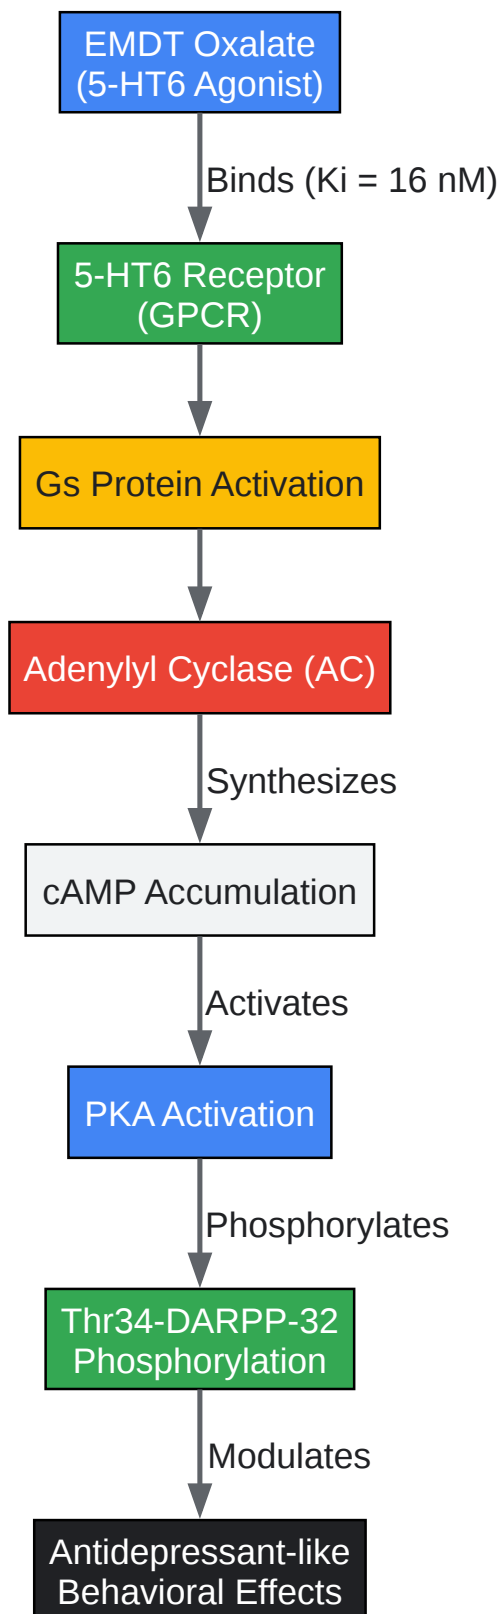 EMDT Oxalate
(5-HT6 Agonist)
Binds (Ki = 16 nM)
5-HT6 Receptor
(GPCR)
Gs Protein Activation
Adenylyl Cyclase (AC)
Synthesizes
cAMP Accumulation
Activates
PKA Activation
Phosphorylates
Thr34-DARPP-32
Phosphorylation
Modulates
Antidepressant-like
Behavioral Effects